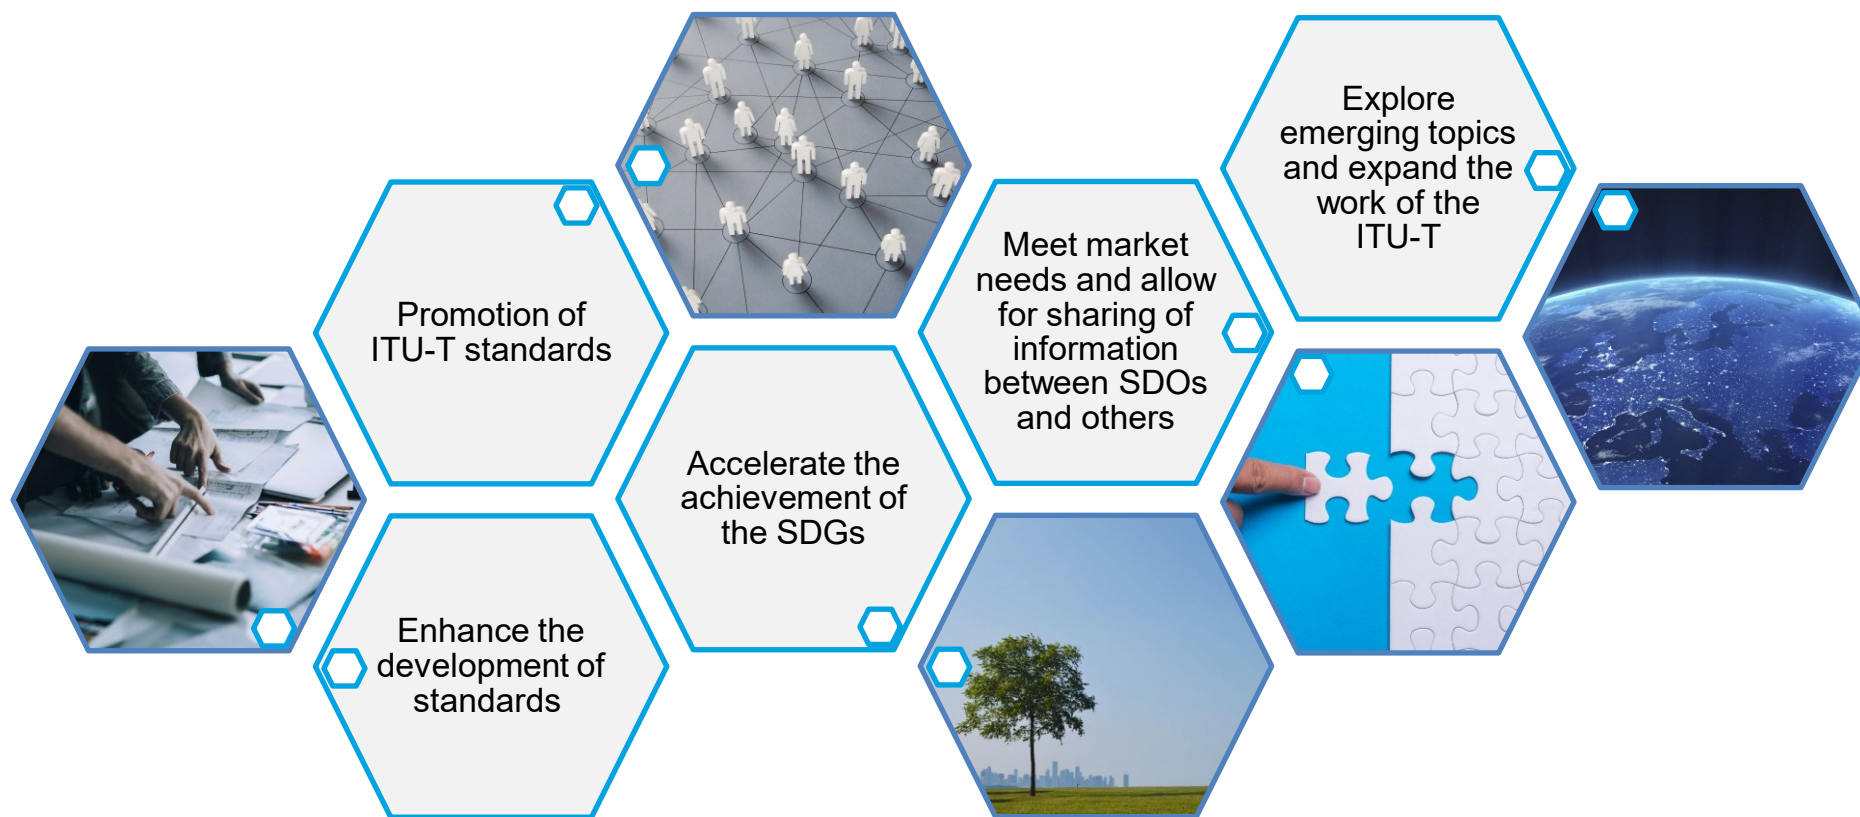 Promotion of
ITU-T standards
Enhance the
development of
standards
Accelerate the
achievement of
the SDGs
Meet market
needs and allow
for sharing of
information
between SDOs
and others
Explore
emerging topics
and expand the
work of the
ITU-T